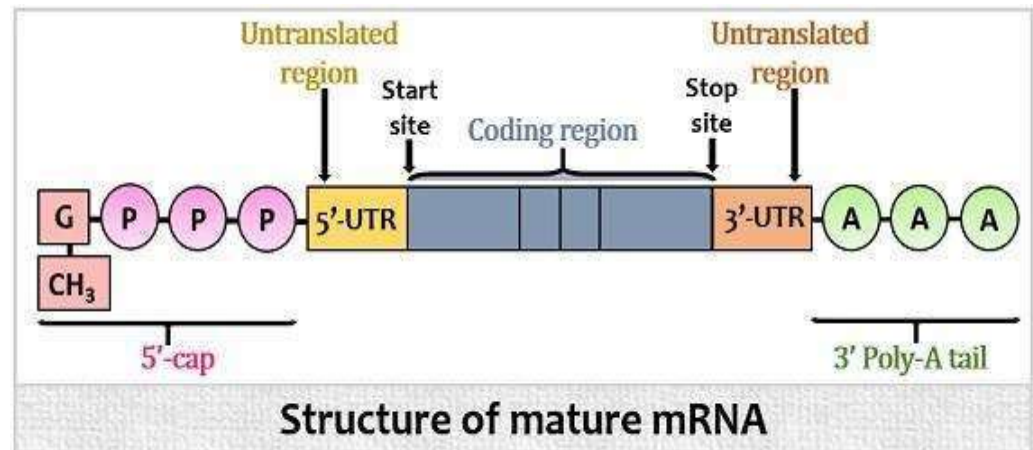 Untranslated
region
Untranslated
region
Start
site
Stop
site
Coding region
G
P
P
P
5'-UTR
3'-UTR
A
A
A
CH₃
5'-cap
3' Poly-A tail
Structure of mature mRNA